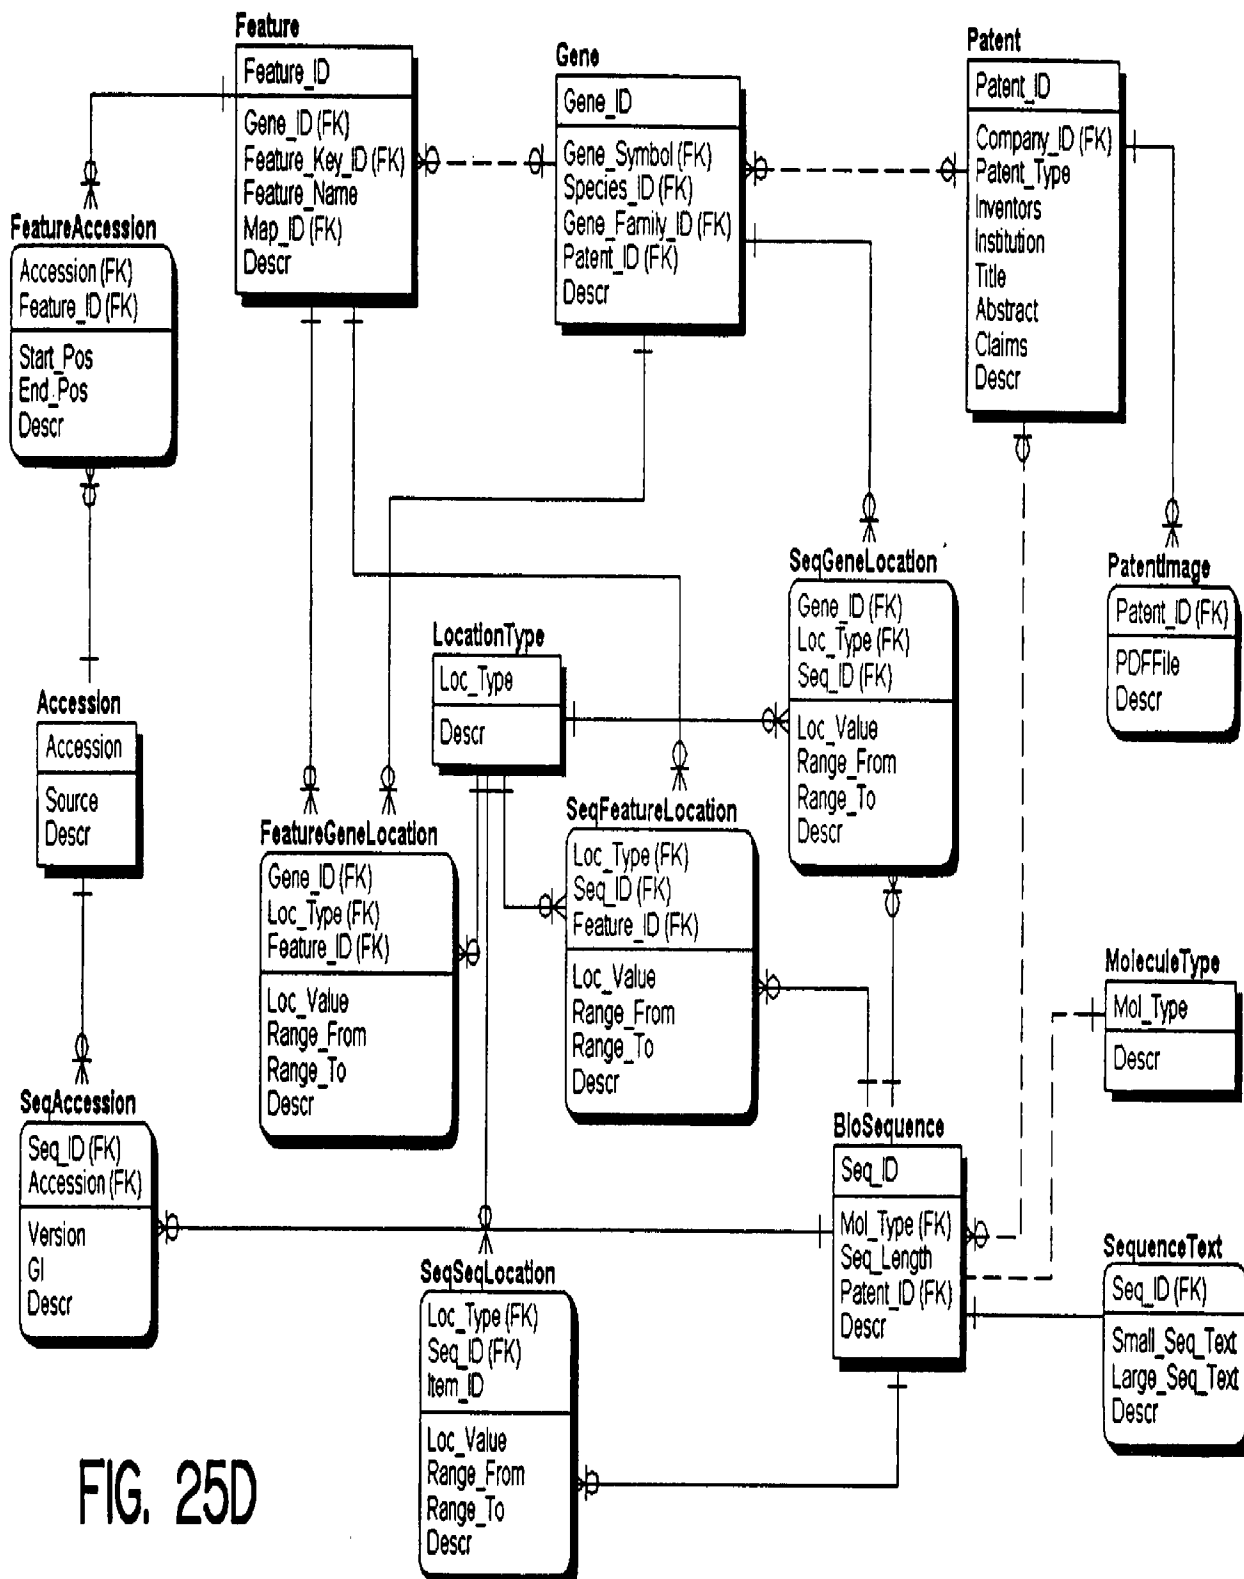 Feature
Feature_ID
Gene_ID (FK)
Feature_Key_ID (FK)
Feature_Name
Map_ID (FK)
Descr
Gene
Gene_ID
Gene_Symbol (FK)
Species_ID (FK)
Gene_Family_ID (FK)
Patent_ID (FK)
Descr
Patent
Patent_ID
Company_ID (FK)
Patent_Type
Inventors
Institution
Title
Abstract
Claims
Descr
FeatureAccession
Accession (FK)
Feature_ID (FK)
Start_Pos
End_Pos
Descr
SeqGeneLocation
Gene_ID (FK)
Loc_Type (FK)
Seq_ID (FK)
Loc_Value
Range_From
Range_To
Descr
PatentImage
Patent_ID (FK)
PDFFile
Descr
LocationType
Loc_Type
Descr
Accession
Accession
Source
Descr
FeatureGeneLocation
Gene_ID (FK)
Loc_Type (FK)
Feature_ID (FK)
Loc_Value
Range_From
Range_To
Descr
SeqFeatureLocation
Loc_Type (FK)
Seq_ID (FK)
Feature_ID (FK)
Loc_Value
Range_From
Range_To
Descr
MoleculeType
Mol_Type
Descr
SeqAccession
Seq_ID (FK)
Accession (FK)
Version
GI
Descr
BioSequence
Seq_ID
Mol_Type (FK)
Seq_Length
Patent_ID (FK)
Descr
SequenceText
Seq_ID (FK)
Small_Seq_Text
Large_Seq_Text
Descr
SeqSeqLocation
Loc_Type (FK)
Seq_ID (FK)
Item_ID
Loc_Value
Range_From
Range_To
Descr
FIG. 25D